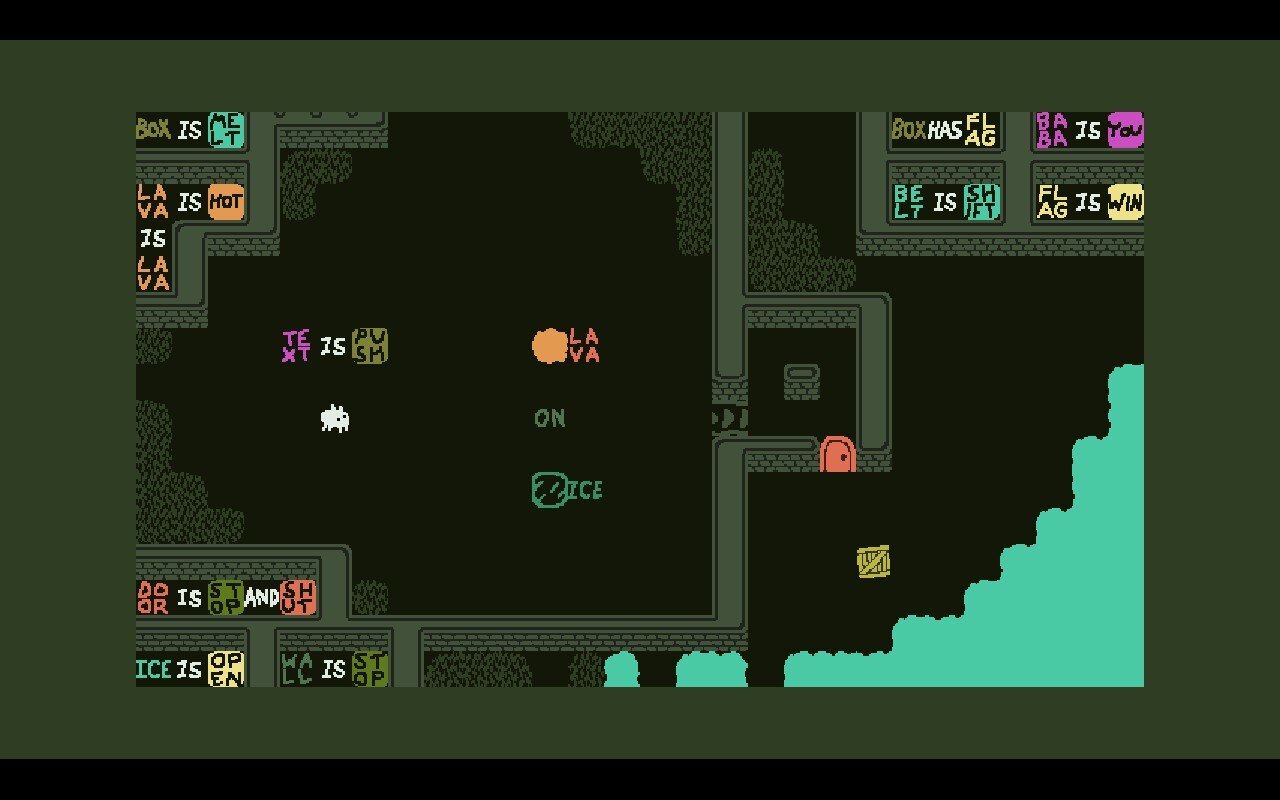 BOX IS MELT
BOX HAS FLAG
BABA IS YOU
LAVA IS HOT
BELT IS SHIFT
FLAG IS WIN
IS
LAVA
TEXT IS PUSH
LAVA
ON
ICE
DOOR IS STOP AND SHUT
ICE IS OPEN
WALL IS STOP